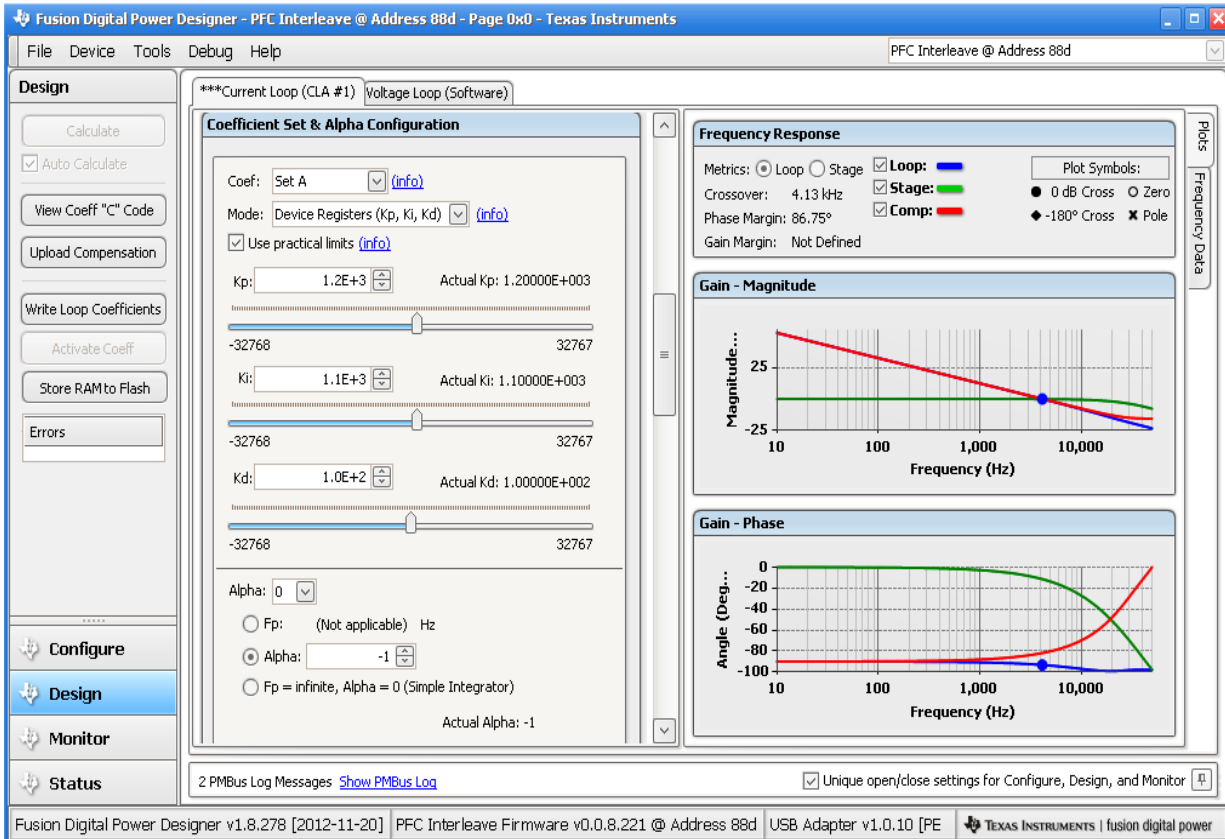 Fusion Digital Power Designer - PFC Interleave @ Address 88d - Page 0x0 - Texas Instruments
File Device Tools Debug Help
PFC Interleave @ Address 88d
Design
Calculate
Auto Calculate
View Coeff "C" Code
Upload Compensation
Write Loop Coefficients
Activate Coeff
Store RAM to Flash
Errors
Configure
Design
Monitor
Status
***Current Loop (CLA #1)
Voltage Loop (Software)
Coefficient Set & Alpha Configuration
Coef: Set A (info)
Mode: Device Registers (Kp, Ki, Kd) (info)
Use practical limits (info)
Kp: 1.2E+3 Actual Kp: 1.20000E+003
-32768 32767
Ki: 1.1E+3 Actual Ki: 1.10000E+003
-32768 32767
Kd: 1.0E+2 Actual Kd: 1.00000E+002
-32768 32767
Alpha: 0
Fp: (Not applicable) Hz
Alpha: -1
Fp = infinite, Alpha = 0 (Simple Integrator)
Actual Alpha: -1
Frequency Response
Metrics: Loop Stage
Crossover: 4.13 kHz
Phase Margin: 86.75°
Gain Margin: Not Defined
Loop:
Stage:
Comp:
Plot Symbols:
0 dB Cross Zero
-180° Cross Pole
Plots
Frequency Data
Gain - Magnitude
Magnitude...
25
-25
10 100 1,000 10,000
Frequency (Hz)
Gain - Phase
Angle (Deg...
0
-20
-40
-60
-80
-100
10 100 1,000 10,000
Frequency (Hz)
2 PMBus Log Messages Show PMBus Log
Unique open/close settings for Configure, Design, and Monitor
Fusion Digital Power Designer v1.8.278 [2012-11-20] PFC Interleave Firmware v0.0.8.221 @ Address 88d USB Adapter v1.0.10 [PE TEXAS INSTRUMENTS | fusion digital power